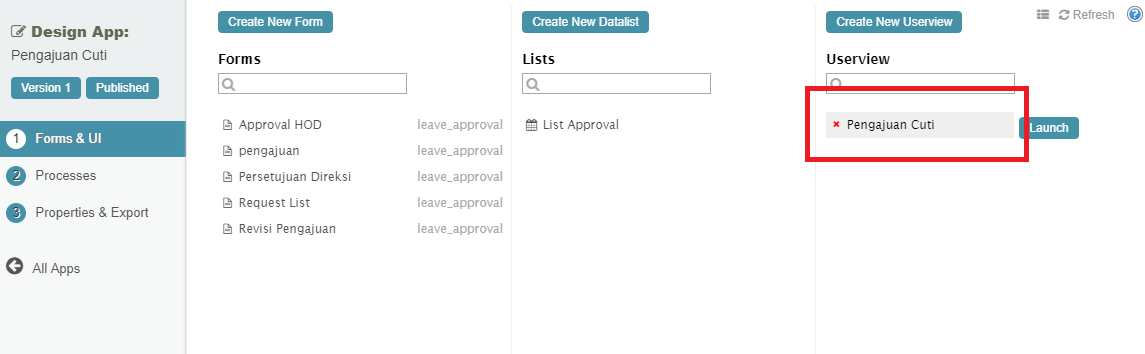 Design App:
Pengajuan Cuti
Version 1 Published
1 Forms & UI
2 Processes
3 Properties & Export
All Apps
Create New Form
Forms
Approval HOD leave_approval
pengajuan leave_approval
Persetujuan Direksi leave_approval
Request List leave_approval
Revisi Pengajuan leave_approval
Create New Datalist
Lists
List Approval
Create New Userview
Userview
Pengajuan Cuti Launch
Refresh ?